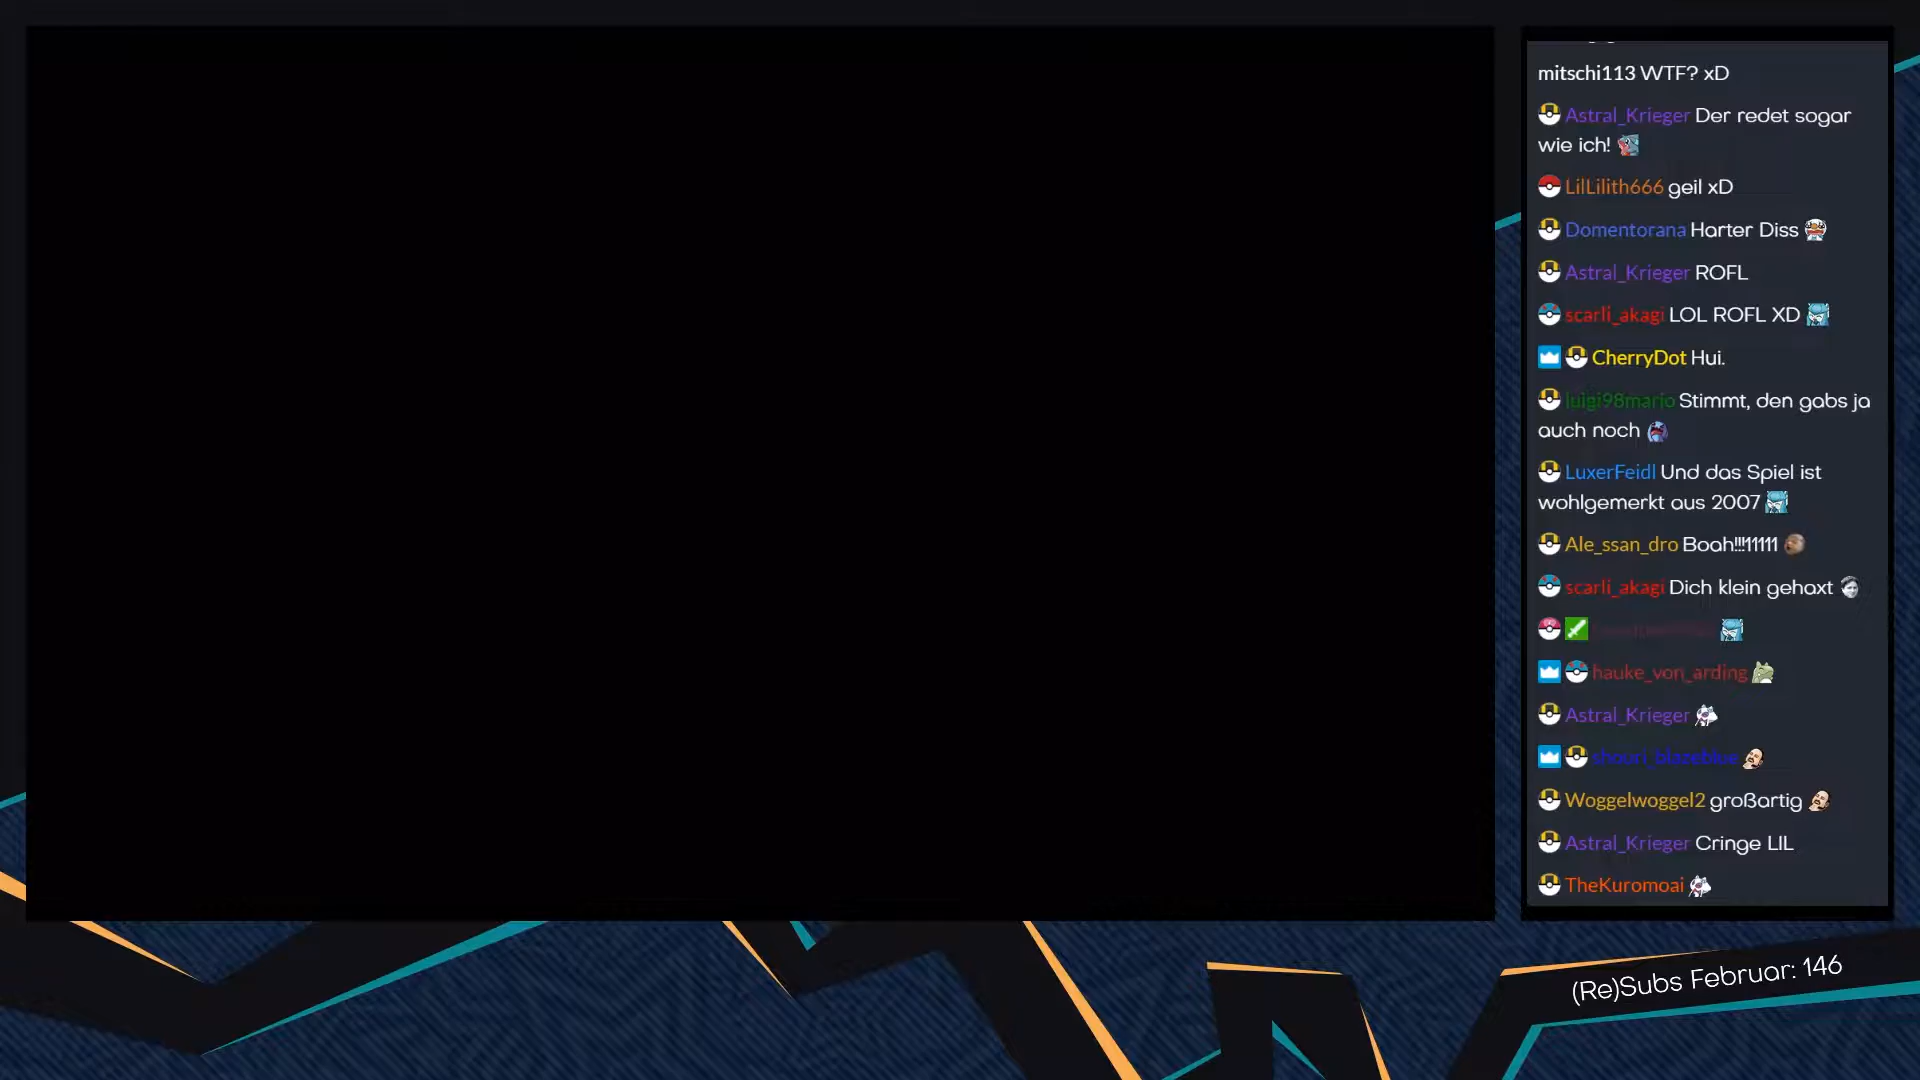 mitschi113 WTF? xD
Astral_Krieger Der redet sogar
wie ich!
LilLilith666 geil xD
Domentorana Harter Diss
Astral_Krieger ROFL
scarli_akagi LOL ROFL XD
CherryDot Hui.
luigi98mario Stimmt, den gabs ja
auch noch
LuxerFeidl Und das Spiel ist
wohlgemerkt aus 2007
Ale_ssan_dro Boah!!!11111
scarli_akagi Dich klein gehaxt
hauke_von_arding
Astral_Krieger
shouri_blazeblue
Woggelwoggel2 großartig
Astral_Krieger Cringe LIL
TheKuromoai
(Re)Subs Februar: 146